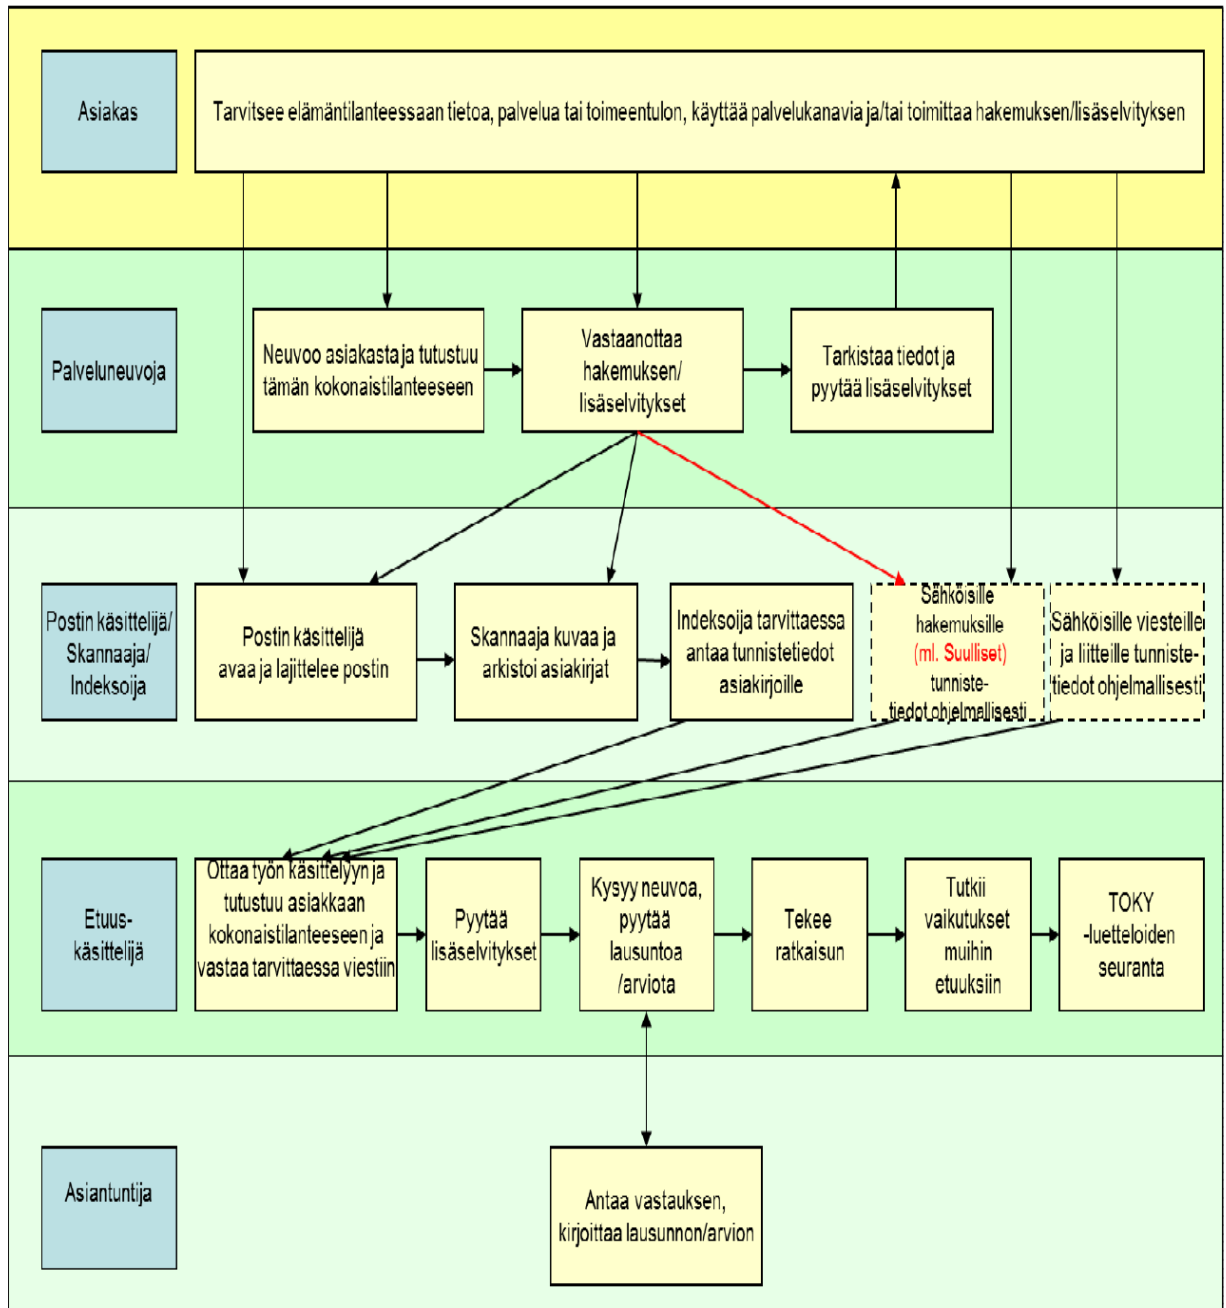 Asiakas
Tarvitsee elämäntilanteessaan tietoa, palvelua tai toimeentulon, käyttää palvelukanavia ja/tai toimittaa hakemuksen/lisäselvityksen
Palveluneuvoja
Neuvoo asiakasta ja tutustuu
tämän kokonaistilanteeseen
Vastaanottaa
hakemuksen/
lisäselvitykset
Tarkistaa tiedot ja
pyytää lisäselvitykset
Postin käsittelijä/
Skannaaja/
Indeksoija
Postin käsittelijä
avaa ja lajittelee postin
Skannaaja kuvaa ja
arkistoi asiakirjat
Indeksoija tarvittaessa
antaa tunnistetiedot
asiakirjoille
Sähköisille
hakemuksille
(ml. Suulliset)
tunniste-
tiedot ohjelmallisesti
Sähköisille viesteille
ja liitteille tunniste-
tiedot ohjelmallisesti
Etuus-
käsittelijä
Ottaa työn käsittelyyn ja
tutustuu asiakkaan
kokonaistilanteeseen ja
vastaa tarvittaessa viestiin
Pyytää
lisäselvitykset
Kysyy neuvoa,
pyytää
lausuntoa
/arviota
Tekee
ratkaisun
Tutkii
vaikutukset
muihin
etuuksiin
TOKY
-luetteloiden
seuranta
Asiantuntija
Antaa vastauksen,
kirjoittaa lausunnon/arvion